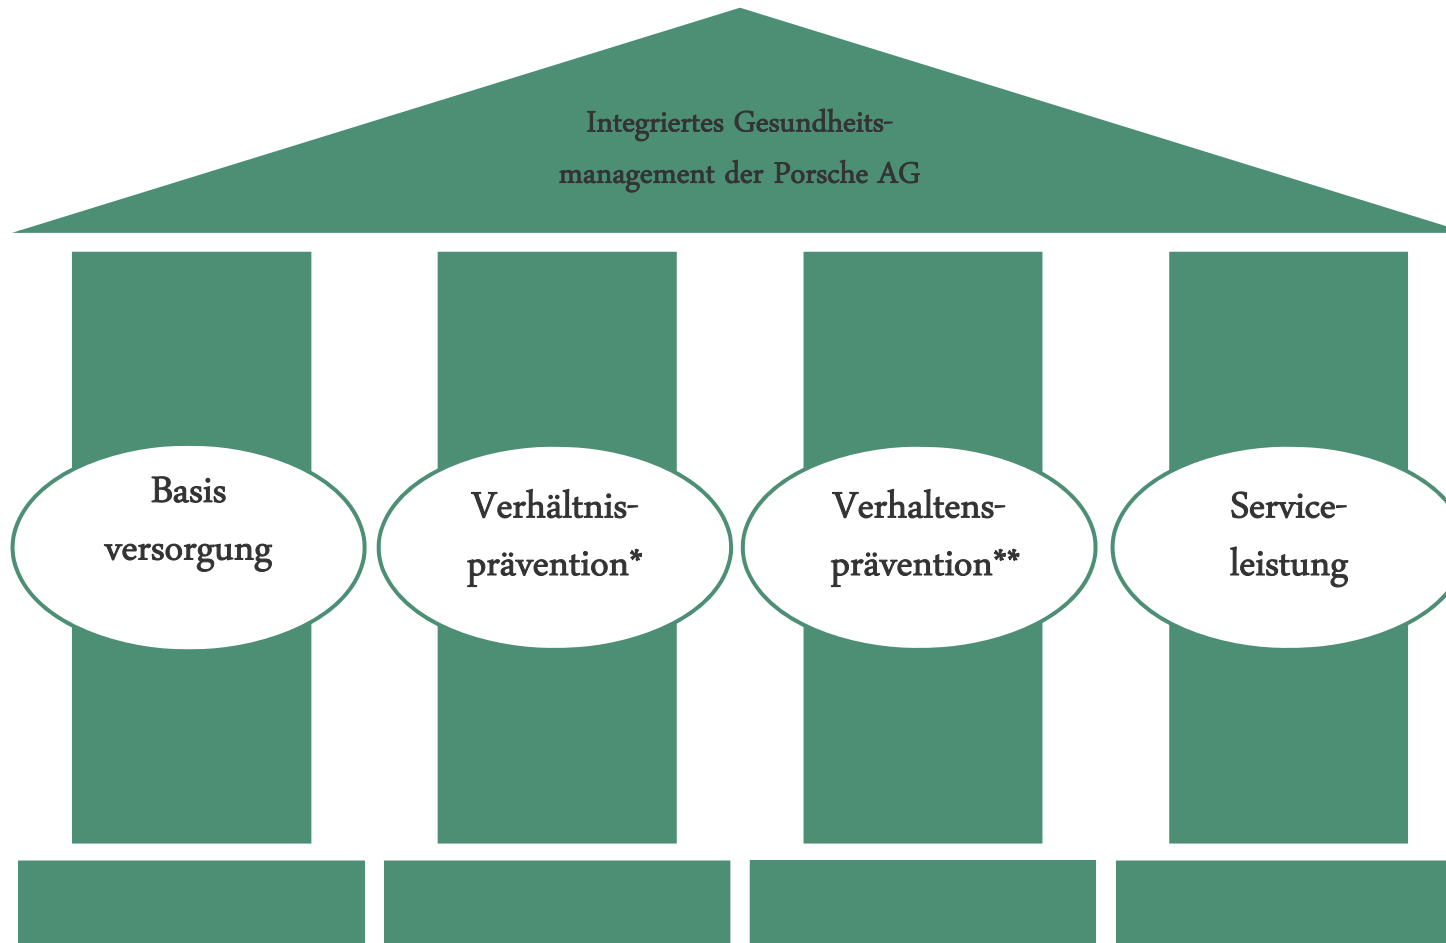 Integriertes Gesundheits-
management der Porsche AG
Basis
versorgung
Verhältnis-
prävention*
Verhaltens-
prävention**
Service-
leistung